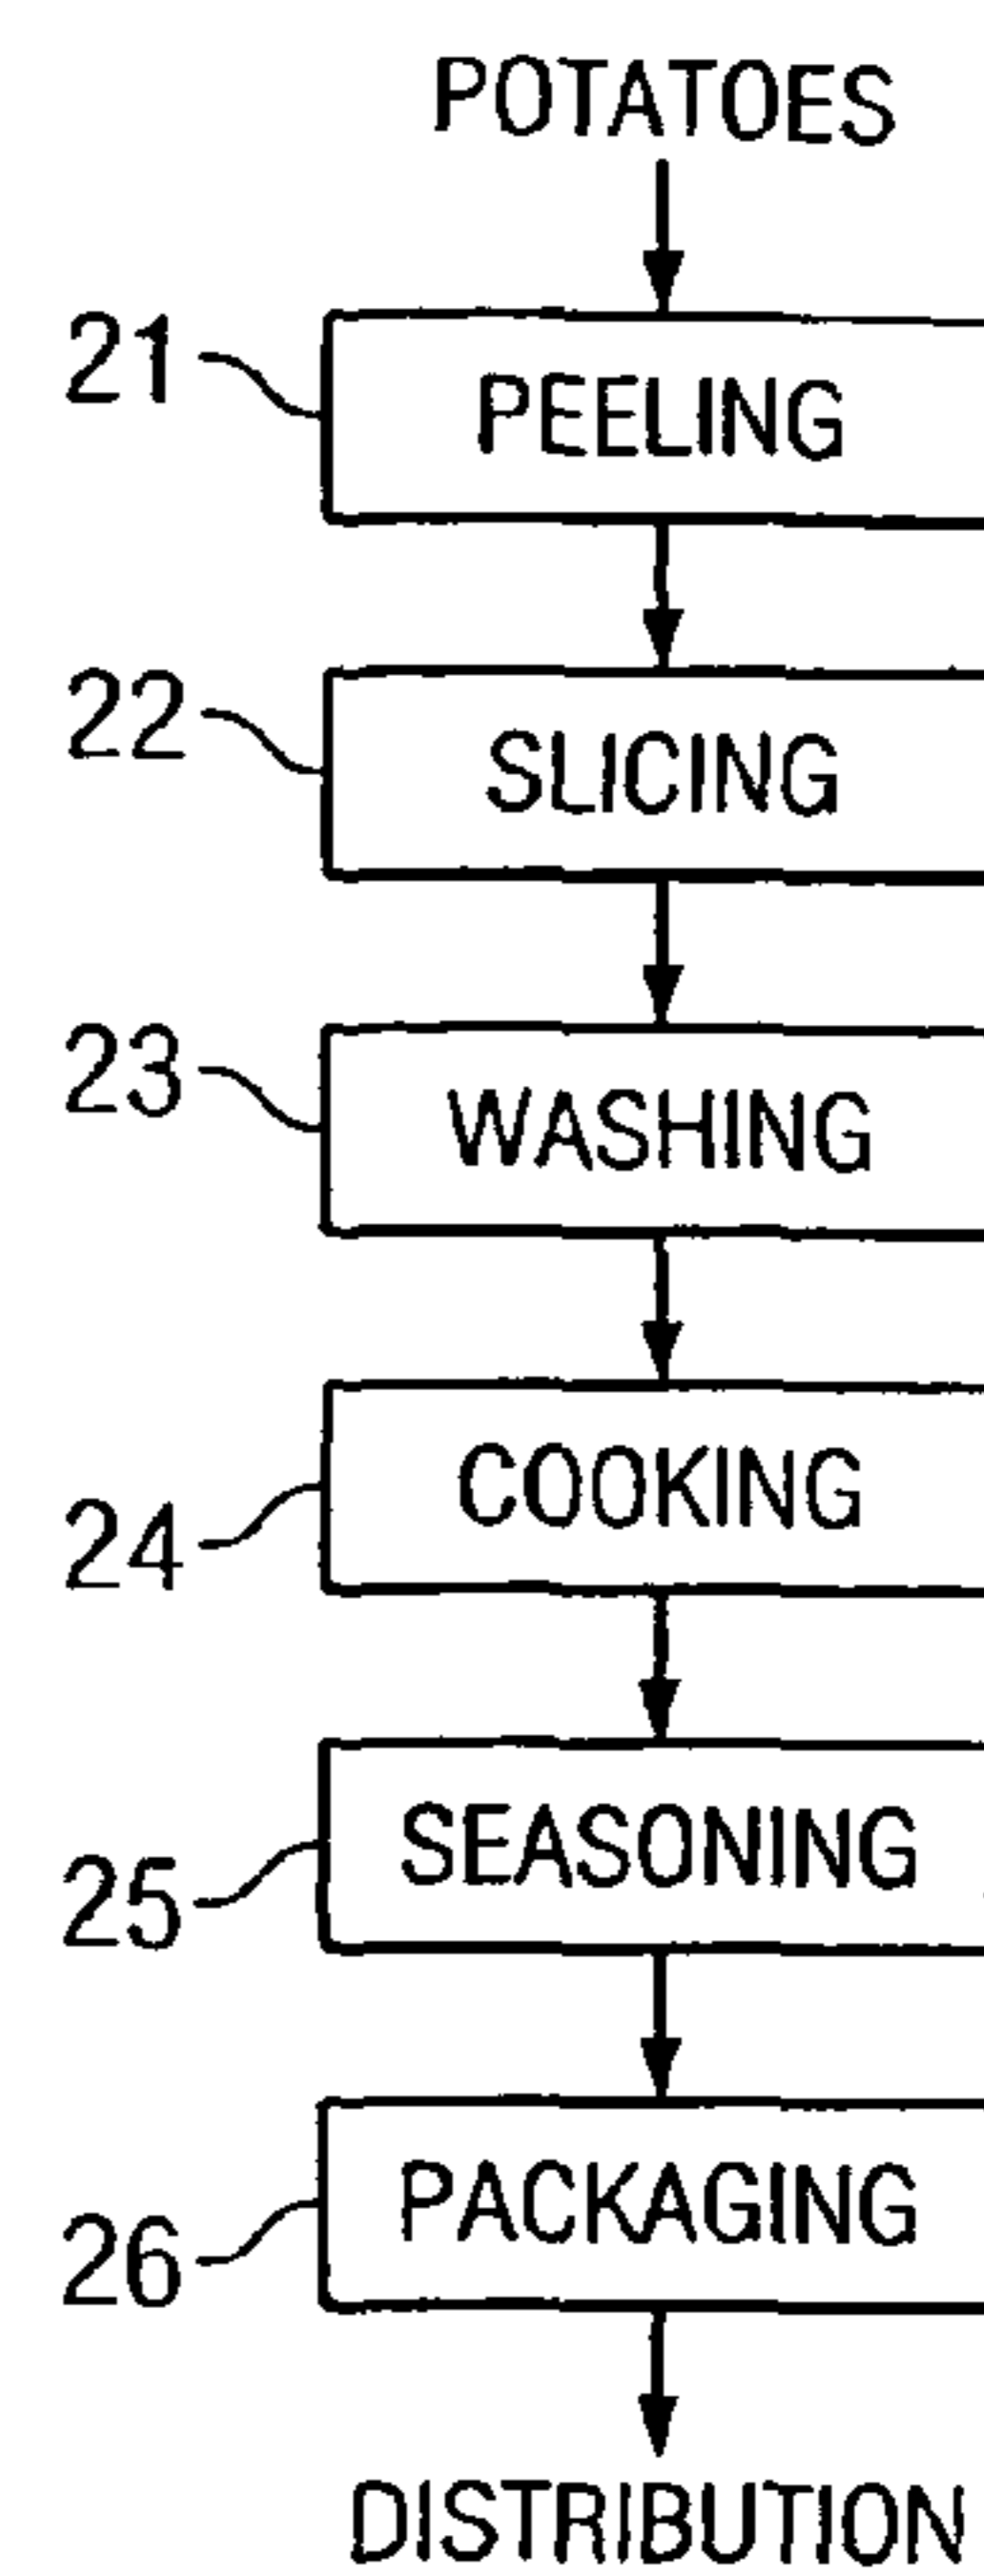 POTATOES
21 PEELING
22 SLICING
23 WASHING
24 COOKING
25 SEASONING
26 PACKAGING
DISTRIBUTION